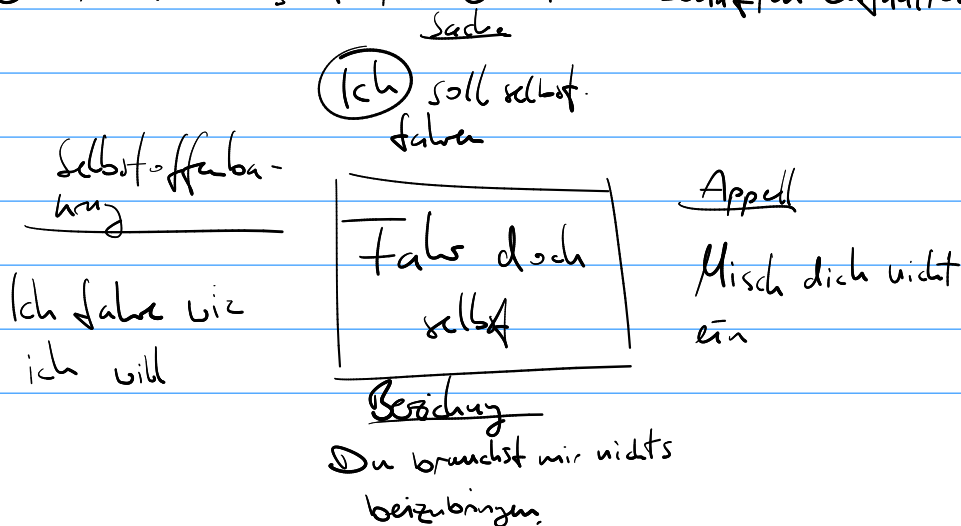 Sache
Ich soll selbst.
fahren
Selbstoffenba-
rung
Appell
Fahr doch
selbst
Misch dich nicht
ein
Ich fahre wie
ich will
Beziehung
Du brauchst mir nichts
beizubringen.